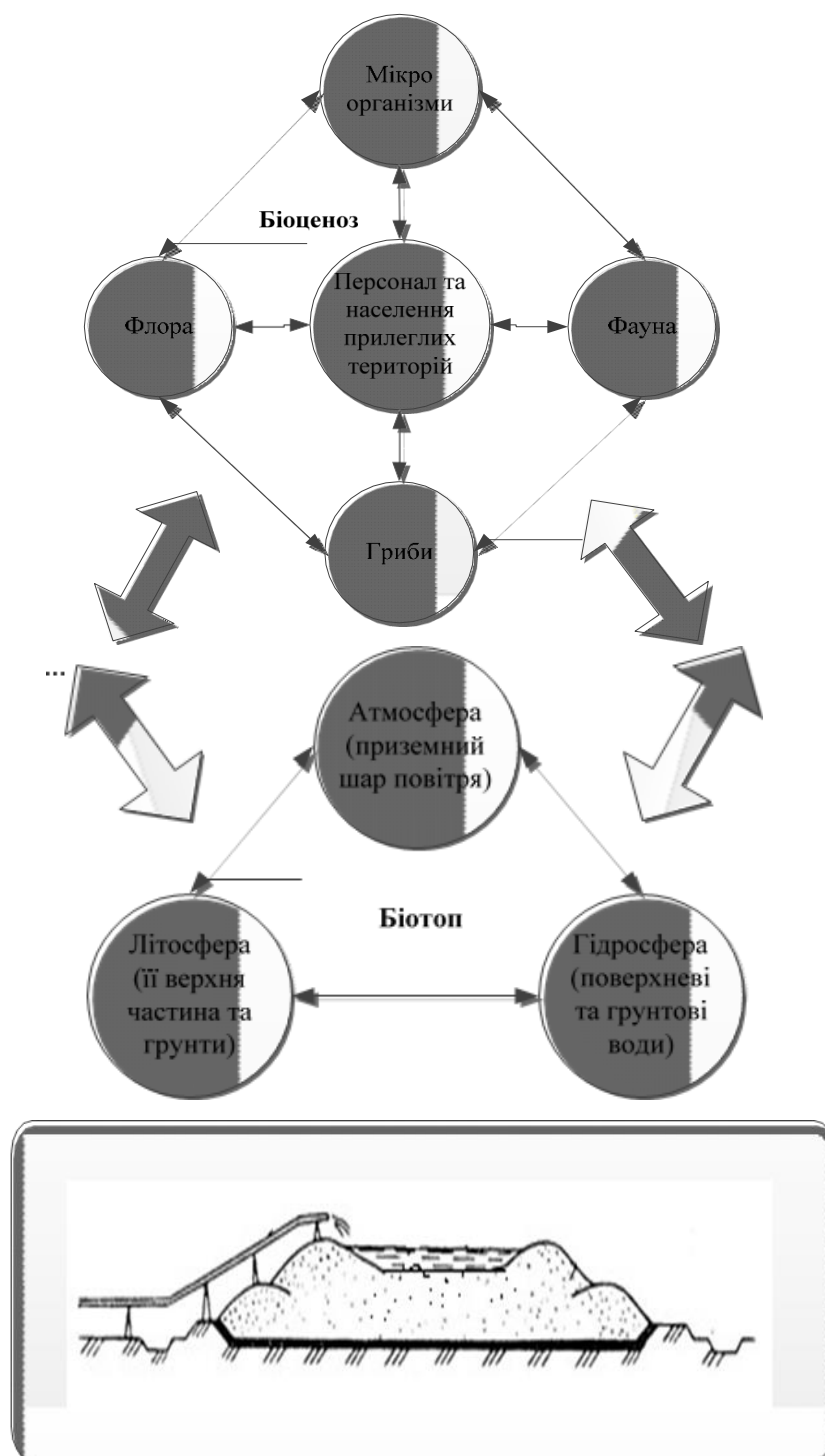 Мікро
організми
Біоценоз
Флора
Персонал та
населення
прилеглих
територій
Фауна
Гриби
...
Атмосфера
(приземний
шар повітря)
Біотоп
Літосфера
(її верхня
частина та
грунти)
Гідросфера
(поверхневі
та грунтові
води)